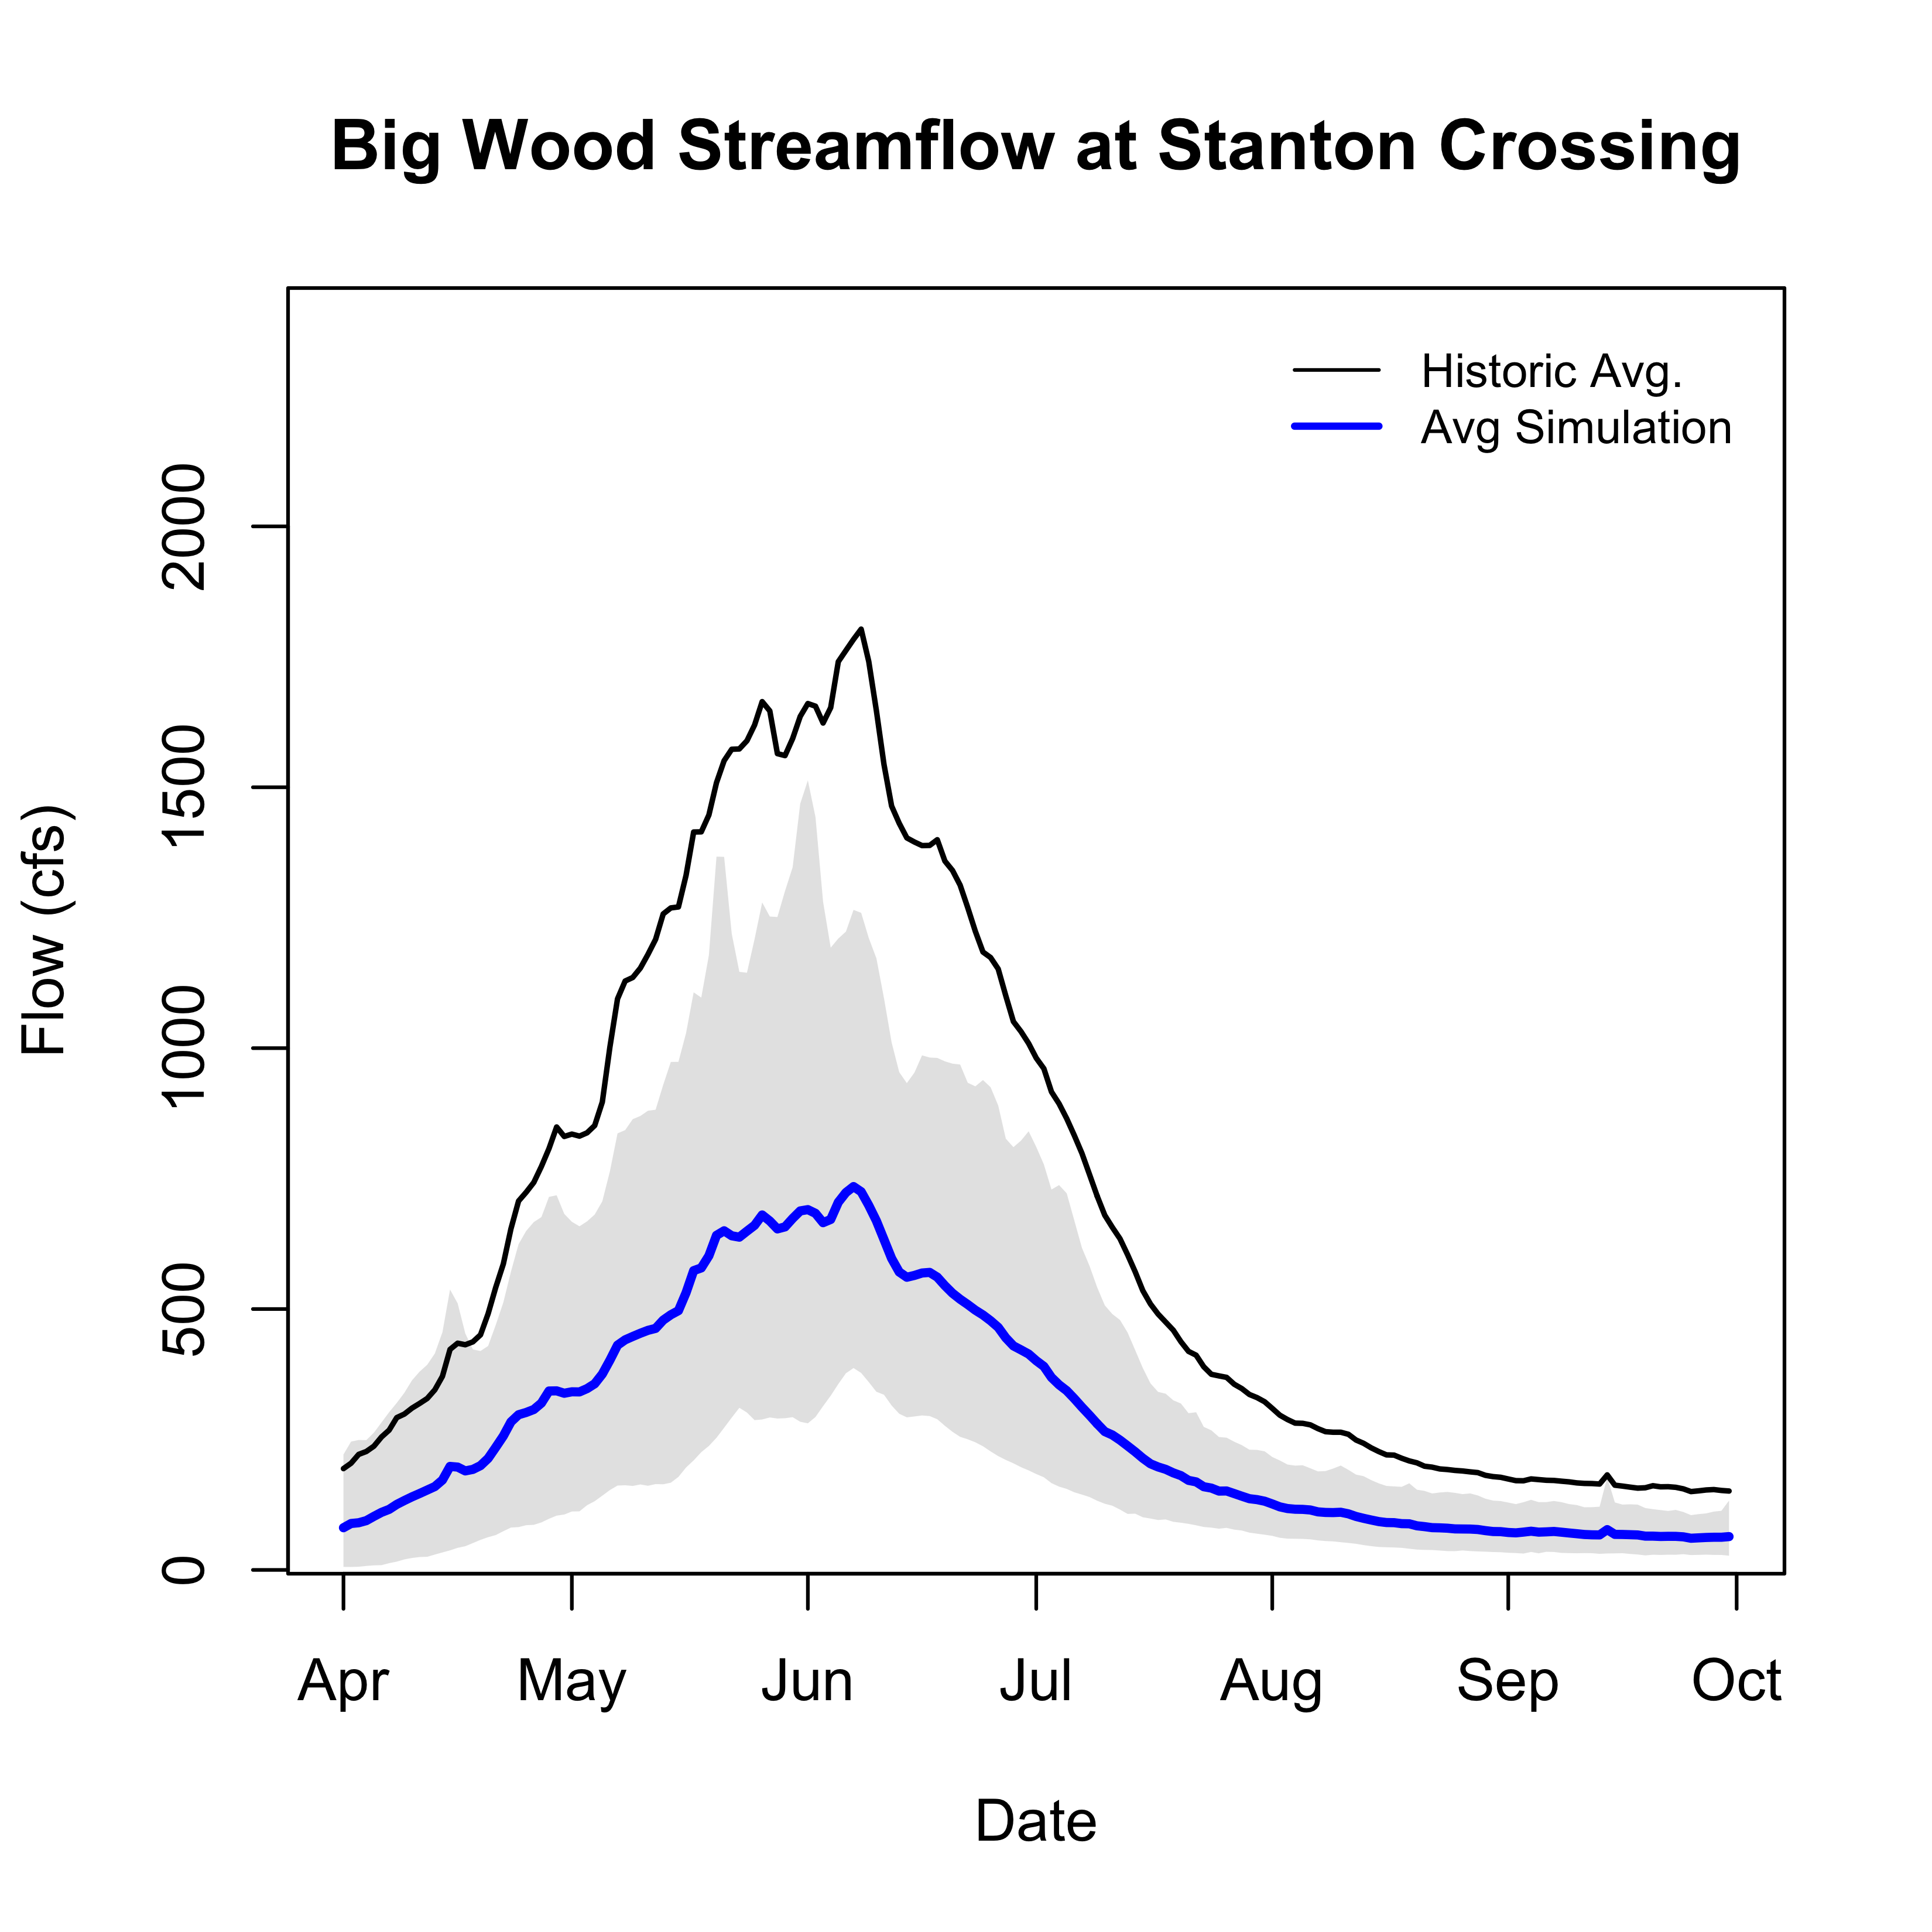 Big Wood Streamflow at Stanton Crossing
Historic Avg.
Avg Simulation
Flow (cfs)
2000
1500
1000
500
0
Apr May Jun Jul Aug Sep Oct
Date